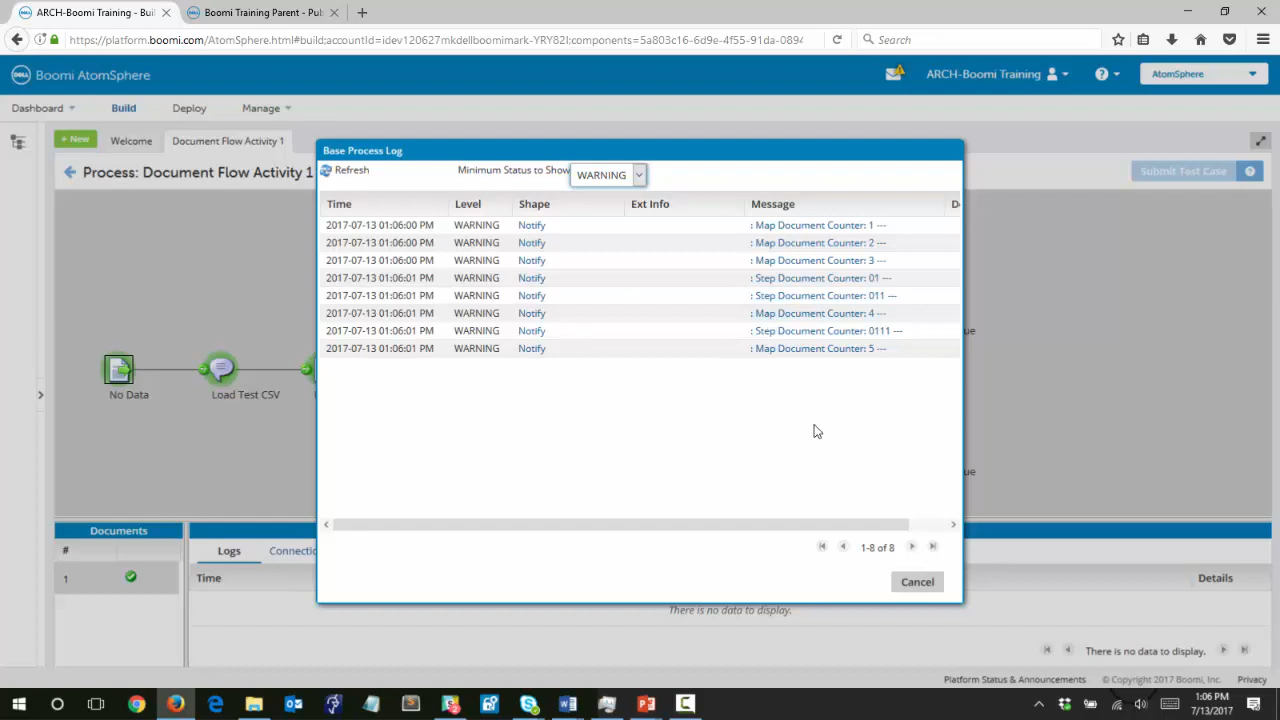 ARCH-Boomi Training - Buil
Boomi Training Parent - Pub
https://platform.boomi.com/AtomSphere.html#build;accountId=idev120627mkdellboomimark-YRY82I;components=5a803c16-6d9e-4f55-91da-0894
Search
DELL Boomi AtomSphere
ARCH-Boomi Training
?
AtomSphere
Dashboard
Build
Deploy
Manage
+ New
Welcome
Document Flow Activity 1
Process: Document Flow Activity 1
Submit Test Case
?
Base Process Log
Refresh
Minimum Status to Show
WARNING
Time Level Shape Ext Info Message D
2017-07-13 01:06:00 PM WARNING Notify : Map Document Counter: 1 ---
2017-07-13 01:06:00 PM WARNING Notify : Map Document Counter: 2 ---
2017-07-13 01:06:00 PM WARNING Notify : Map Document Counter: 3 ---
2017-07-13 01:06:01 PM WARNING Notify : Step Document Counter: 01 ---
2017-07-13 01:06:01 PM WARNING Notify : Step Document Counter: 011 ---
2017-07-13 01:06:01 PM WARNING Notify : Map Document Counter: 4 ---
2017-07-13 01:06:01 PM WARNING Notify : Step Document Counter: 0111 ---
2017-07-13 01:06:01 PM WARNING Notify : Map Document Counter: 5 ---
ue
No Data
Load Test CSV
ue
1-8 of 8
Cancel
Documents
#
1
Logs
Connectio
Time
Details
There is no data to display.
There is no data to display.
Platform Status & Announcements
© Copyright 2017 Boomi, Inc.
Privacy
1:06 PM
7/13/2017